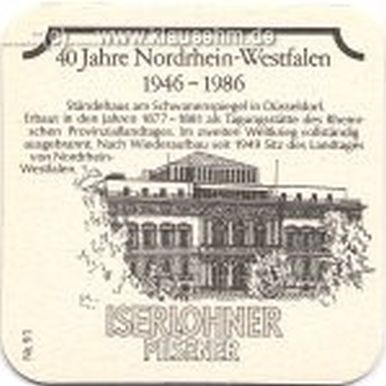 (c) www.klausehm.de
40 Jahre Nordrhein-Westfalen
1946 – 1986
Ständehaus am Schwanenspiegel in Düsseldorf.
Erbaut in den Jahren 1877 – 1881 als Tagungsstätte des Rheini-
schen Provinziallandtages. Im zweiten Weltkrieg vollständig
ausgebrannt. Nach Wiederaufbau seit 1949 Sitz des Landtages
von Nordrhein-
Westfalen.
ISERLOHNER
PILSENER